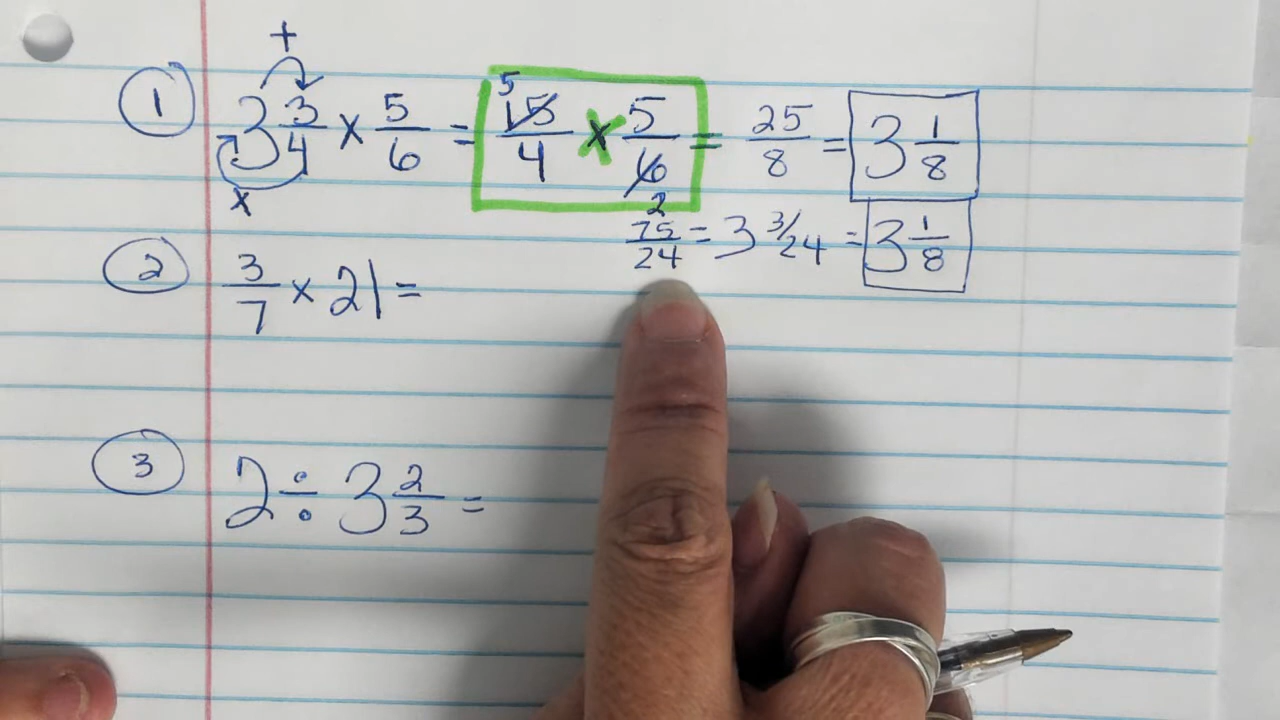 +
① 3 3/4 × 5/6 = 5 15/4 × 5/6 = 25/8 = 3 1/8
×
2
75/24 = 3 3/24 = 3 1/8
② 3/7 × 21 =
③ 2 ÷ 3 2/3 =